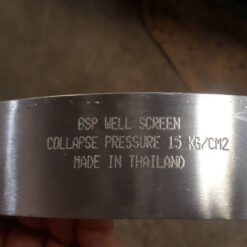 BSP WELL SCREEN
COLLAPSE PRESSURE 15 KG/CM2
MADE IN THAILAND